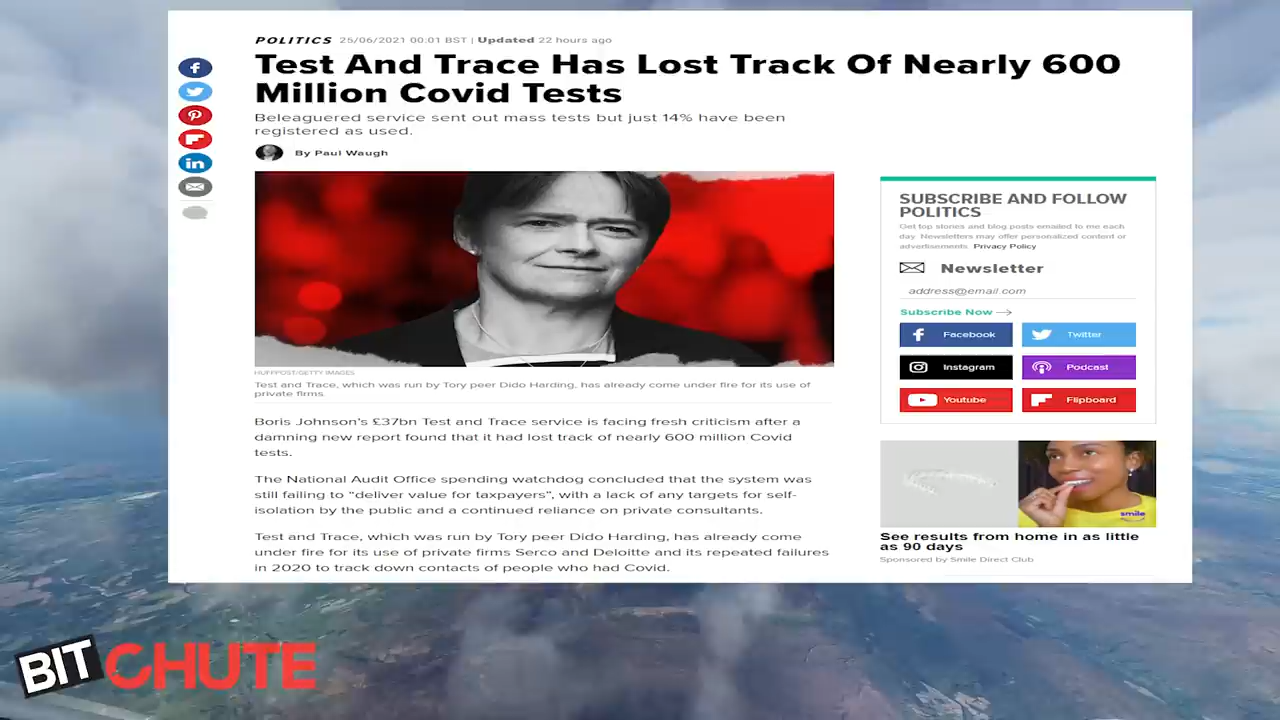 POLITICS 25/06/2021 00:01 BST | Updated 22 hours ago
Test And Trace Has Lost Track Of Nearly 600
Million Covid Tests
Beleaguered service sent out mass tests but just 14% have been
registered as used.
By Paul Waugh
HUFFPOST/GETTY IMAGES
Test and Trace, which was run by Tory peer Dido Harding, has already come under fire for its use of
private firms.
Boris Johnson's £37bn Test and Trace service is facing fresh criticism after a
damning new report found that it had lost track of nearly 600 million Covid
tests.
The National Audit Office spending watchdog concluded that the system was
still failing to "deliver value for taxpayers", with a lack of any targets for self-
isolation by the public and a continued reliance on private consultants.
Test and Trace, which was run by Tory peer Dido Harding, has already come
under fire for its use of private firms Serco and Deloitte and its repeated failures
in 2020 to track down contacts of people who had Covid.
SUBSCRIBE AND FOLLOW
POLITICS
Get top stories and blog posts emailed to me each
day. Newsletters may offer personalized content or
advertisements. Privacy Policy
Newsletter
address@email.com
Subscribe Now
Facebook
Twitter
Instagram
Podcast
Youtube
Flipboard
smile
See results from home in as little
as 90 days
Sponsored by Smile Direct Club
BITCHUTE